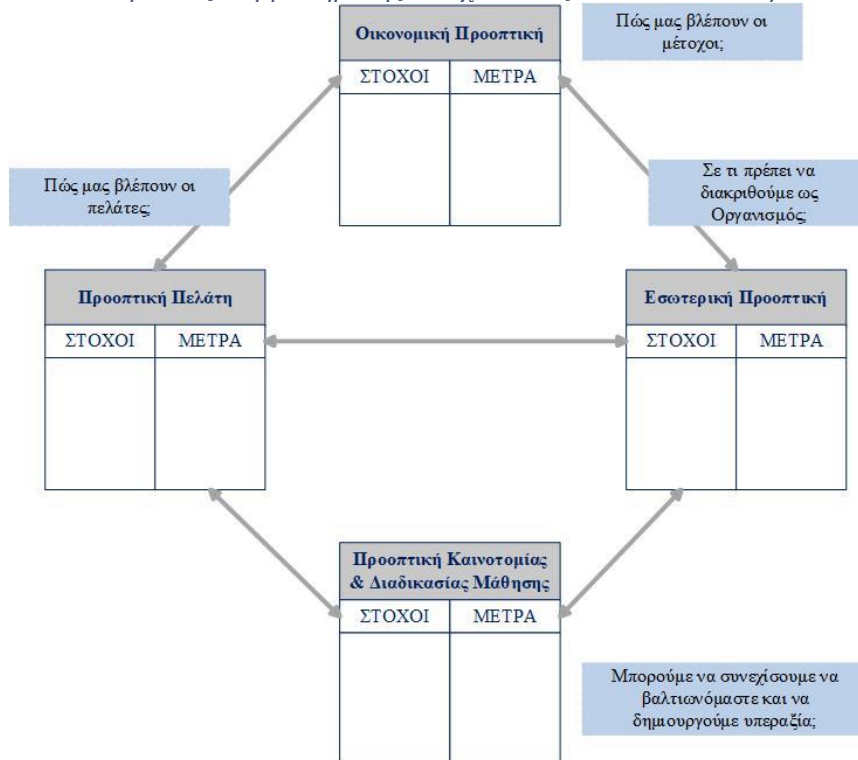 Οικονομική Προοπτική
Πώς μας βλέπουν οι
μέτοχοι;
ΣΤΟΧΟΙ ΜΕΤΡΑ
Πώς μας βλέπουν οι
πελάτες;
Σε τι πρέπει να
διακριθούμε ως
Οργανισμός;
Προοπτική Πελάτη
ΣΤΟΧΟΙ ΜΕΤΡΑ
Εσωτερική Προοπτική
ΣΤΟΧΟΙ ΜΕΤΡΑ
Προοπτική Καινοτομίας
& Διαδικασίας Μάθησης
ΣΤΟΧΟΙ ΜΕΤΡΑ
Μπορούμε να συνεχίσουμε να
βαλτιωνόμαστε και να
δημιουργούμε υπεραξία;